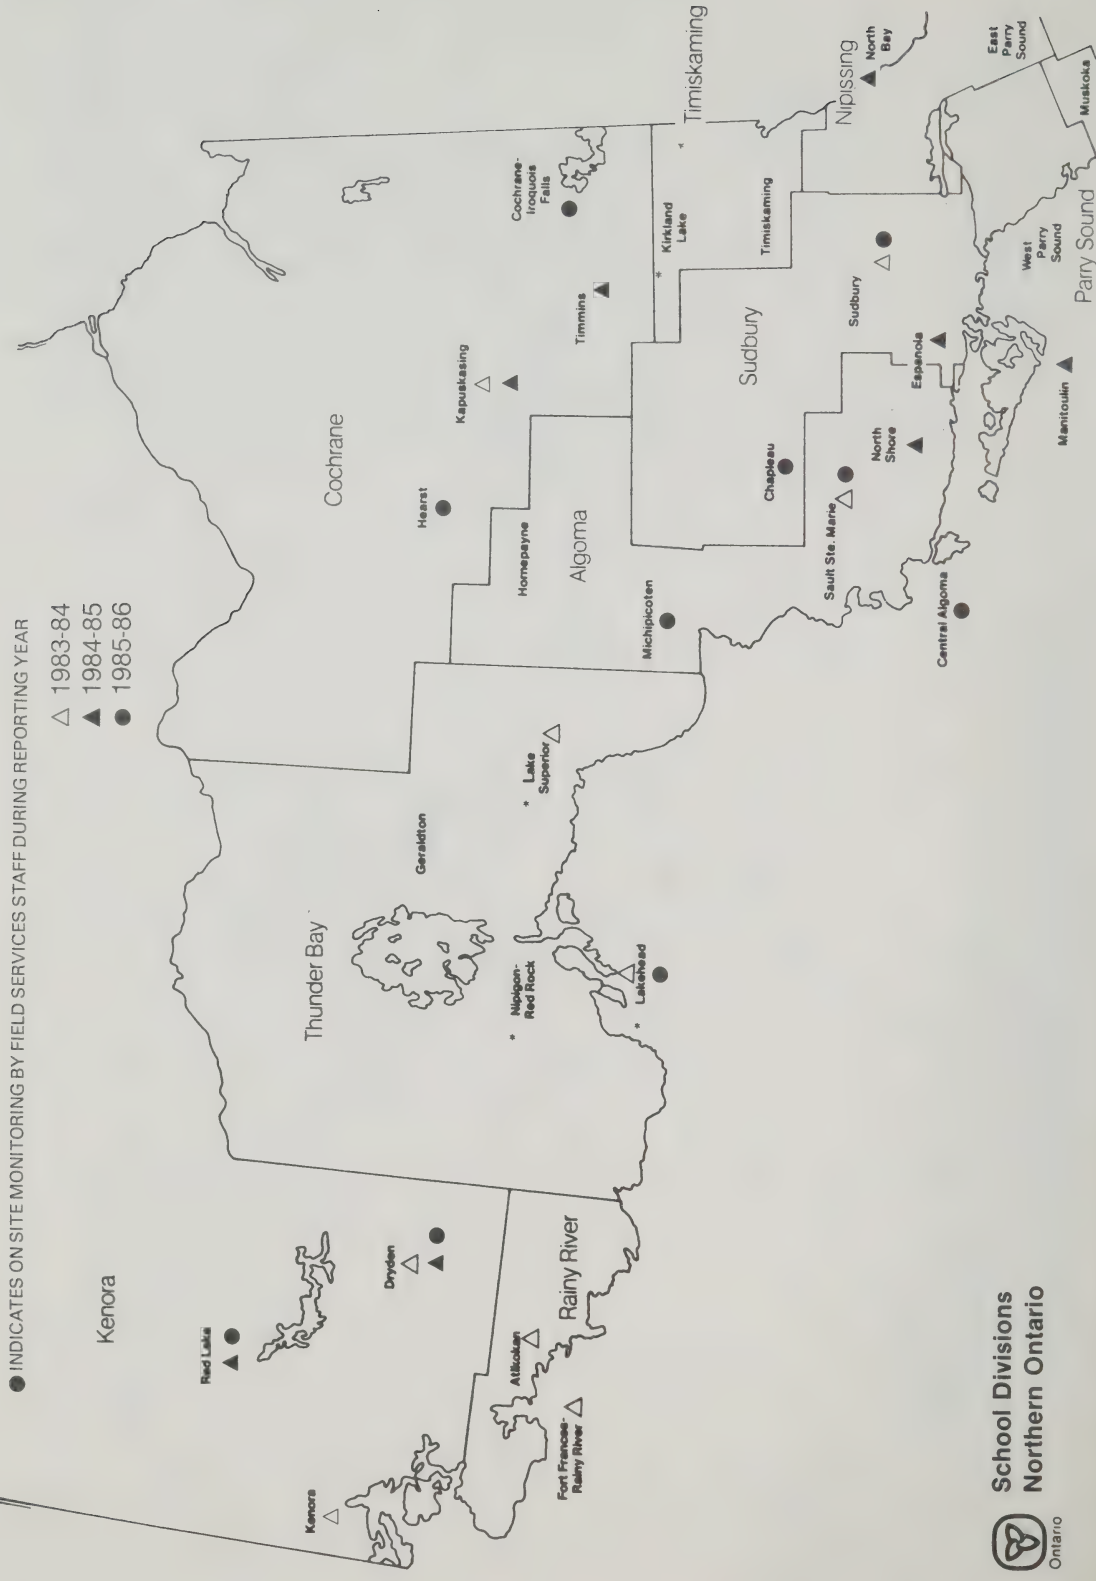 ● INDICATES ON SITE MONITORING BY FIELD SERVICES STAFF DURING REPORTING YEAR
△ 1983-84
▲ 1984-85
● 1985-86
Kenora
Red Lake
Dryden
Kenora
Rainy River
Atikokan
Fort Frances-
Rainy River
Thunder Bay
Geraldton
* Nipigon-
Red Rock
* Lake
Superior
* Lakehead
Cochrane
Hearst
Kapuskasing
Timmins
Cochrane-
Iroquois
Falls
Algoma
Hornepayne
Michipicoten
Sault Ste. Marie
Central Algoma
North
Shore
Sudbury
Chapleau
Sudbury
Espanola
Manitoulin
Timiskaming
* Kirkland
Lake
Timiskaming
Nipissing
North
Bay
East
Parry
Sound
Muskoka
West
Parry
Sound
Parry Sound
School Divisions
Northern Ontario
Ontario